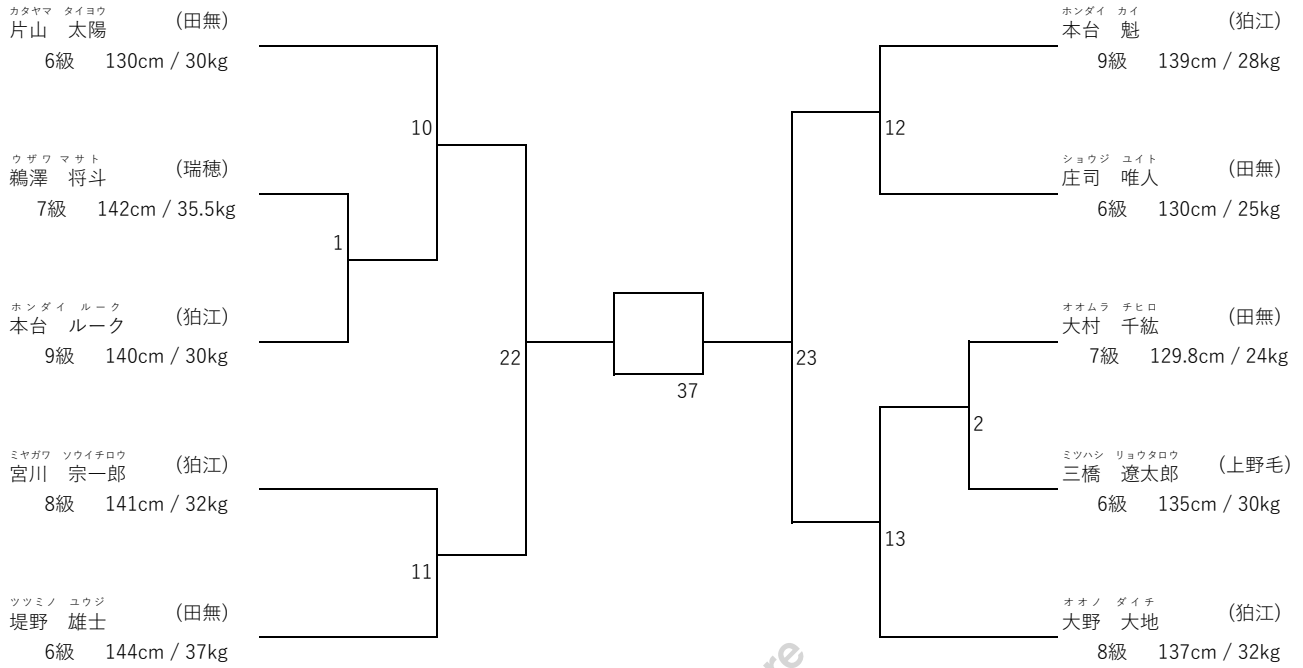 カタヤマ タイヨウ
片山 太陽 (田無)
6級 130cm / 30kg
10
ウザワ マサト
鵜澤 将斗 (瑞穂)
7級 142cm / 35.5kg
1
ホンダイ ルーク
本台 ルーク (狛江)
9級 140cm / 30kg
22
ミヤガワ ソウイチロウ
宮川 宗一郎 (狛江)
8級 141cm / 32kg
11
ツツミノ ユウジ
堤野 雄士 (田無)
6級 144cm / 37kg
37
ホンダイ カイ
本台 魁 (狛江)
9級 139cm / 28kg
12
ショウジ ユイト
庄司 唯人 (田無)
6級 130cm / 25kg
23
オオムラ チヒロ
大村 千紘 (田無)
7級 129.8cm / 24kg
2
ミツハシ リョウタロウ
三橋 遼太郎 (上野毛)
6級 135cm / 30kg
13
オオノ ダイチ
大野 大地 (狛江)
8級 137cm / 32kg
re